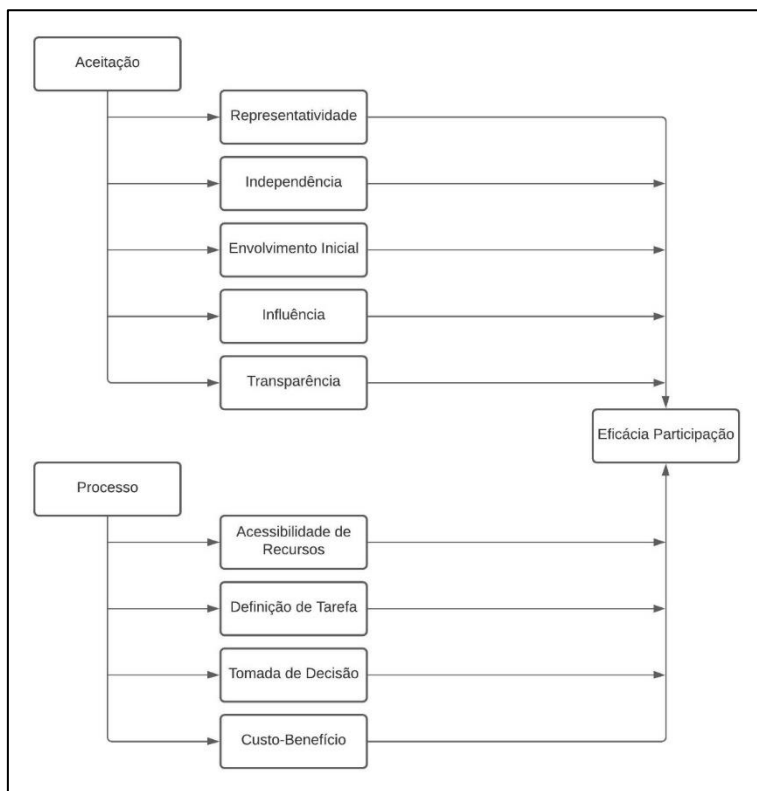 Aceitação
Representatividade
Independência
Envolvimento Inicial
Influência
Transparência
Eficácia Participação
Processo
Acessibilidade de
Recursos
Definição de Tarefa
Tomada de Decisão
Custo-Benefício